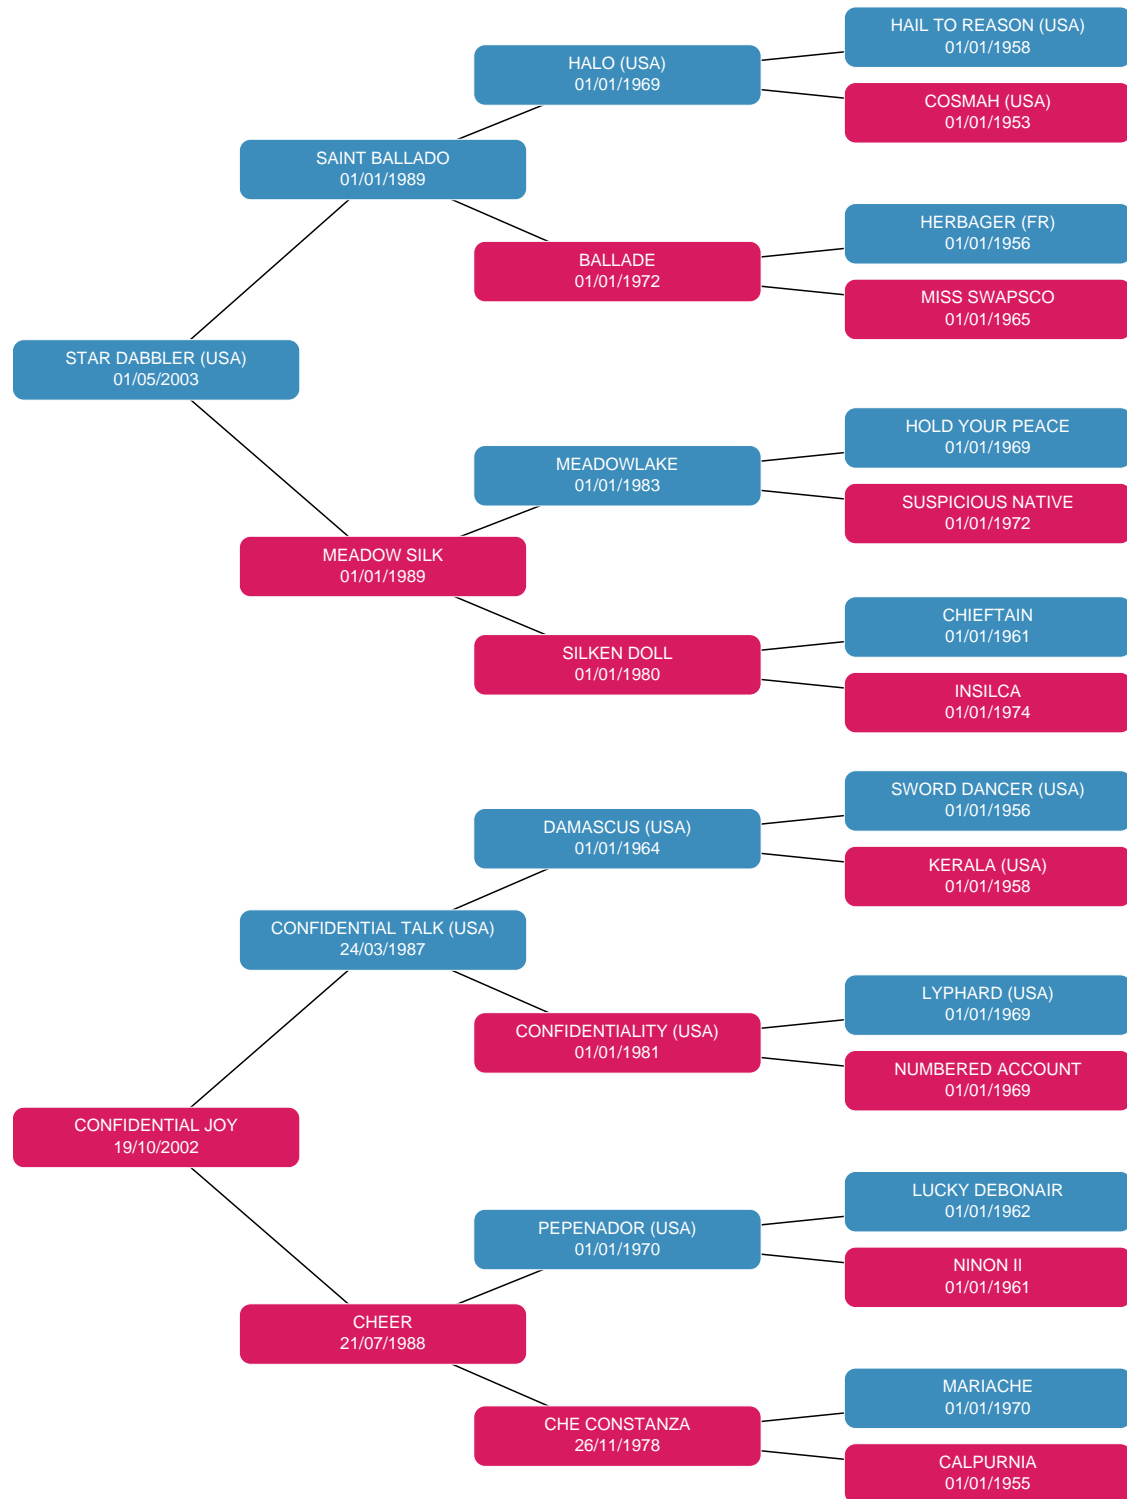 HAIL TO REASON (USA)
01/01/1958
HALO (USA)
01/01/1969
COSMAH (USA)
01/01/1953
SAINT BALLADO
01/01/1989
HERBAGER (FR)
01/01/1956
BALLADE
01/01/1972
MISS SWAPSCO
01/01/1965
STAR DABBLER (USA)
01/05/2003
HOLD YOUR PEACE
01/01/1969
MEADOWLAKE
01/01/1983
SUSPICIOUS NATIVE
01/01/1972
MEADOW SILK
01/01/1989
CHIEFTAIN
01/01/1961
SILKEN DOLL
01/01/1980
INSILCA
01/01/1974
SWORD DANCER (USA)
01/01/1956
DAMASCUS (USA)
01/01/1964
KERALA (USA)
01/01/1958
CONFIDENTIAL TALK (USA)
24/03/1987
LYPHARD (USA)
01/01/1969
CONFIDENTIALITY (USA)
01/01/1981
NUMBERED ACCOUNT
01/01/1969
CONFIDENTIAL JOY
19/10/2002
LUCKY DEBONAIR
01/01/1962
PEPENADOR (USA)
01/01/1970
NINON II
01/01/1961
CHEER
21/07/1988
MARIACHE
01/01/1970
CHE CONSTANZA
26/11/1978
CALPURNIA
01/01/1955